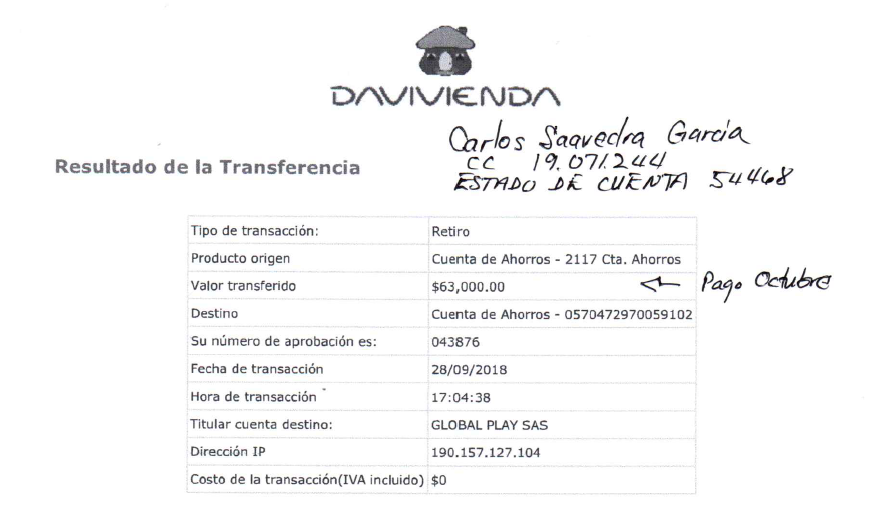 DAVIVIENDA
Carlos Saavedra García
CC 19.071.244
ESTADO DE CUENTA 54468
Resultado de la Transferencia
Tipo de transacción: Retiro
Producto origen Cuenta de Ahorros - 2117 Cta. Ahorros
Valor transferido $63,000.00 Pago Octubre
Destino Cuenta de Ahorros - 0570472970059102
Su número de aprobación es: 043876
Fecha de transacción 28/09/2018
Hora de transacción 17:04:38
Titular cuenta destino: GLOBAL PLAY SAS
Dirección IP 190.157.127.104
Costo de la transacción(IVA incluido) $0